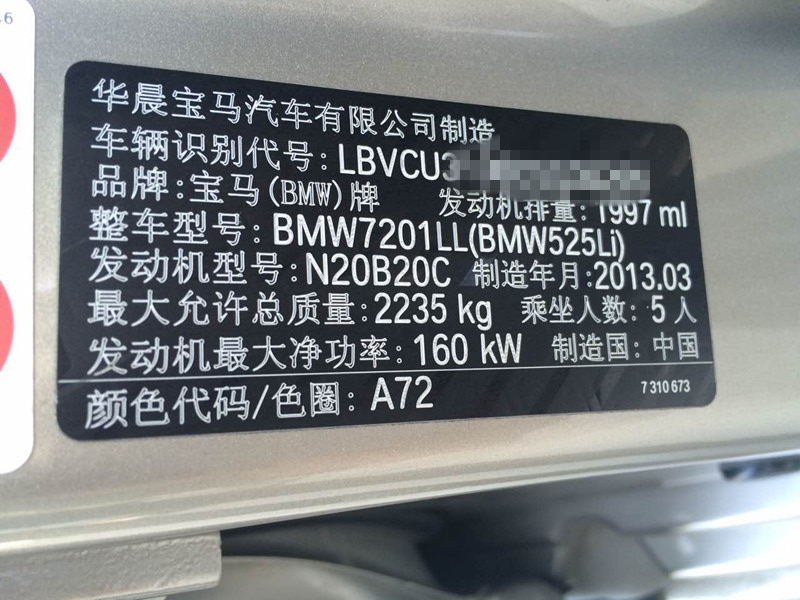 46
华晨宝马汽车有限公司制造
车辆识别代号:LBVCU3
品牌:宝马(BMW)牌 发动机排量:1997 ml
整车型号:BMW7201LL(BMW525Li)
发动机型号:N20B20C 制造年月:2013.03
最大允许总质量:2235 kg 乘坐人数:5人
发动机最大净功率:160 kW 制造国:中国
颜色代码/色圈:A72 7 310 673